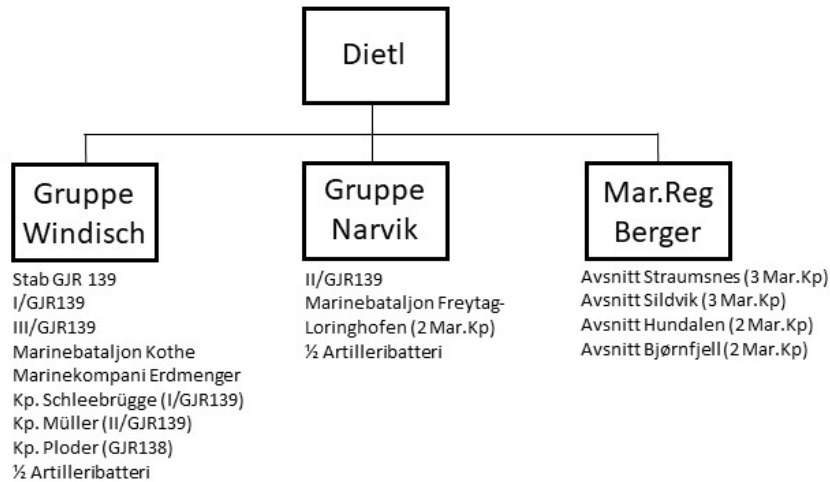 Dietl
Gruppe
Windisch
Stab GJR 139
I/GJR139
III/GJR139
Marinebataljon Kothe
Marinekompani Erdmenger
Kp. Schleebrügge (I/GJR139)
Kp. Müller (II/GJR139)
Kp. Ploder (GJR138)
½ Artilleribatteri
Gruppe
Narvik
II/GJR139
Marinebataljon Freytag-
Loringhofen (2 Mar.Kp)
½ Artilleribatteri
Mar.Reg
Berger
Avsnitt Straumsnes (3 Mar.Kp)
Avsnitt Sildvik (3 Mar.Kp)
Avsnitt Hundalen (2 Mar.Kp)
Avsnitt Bjørnfjell (2 Mar.Kp)